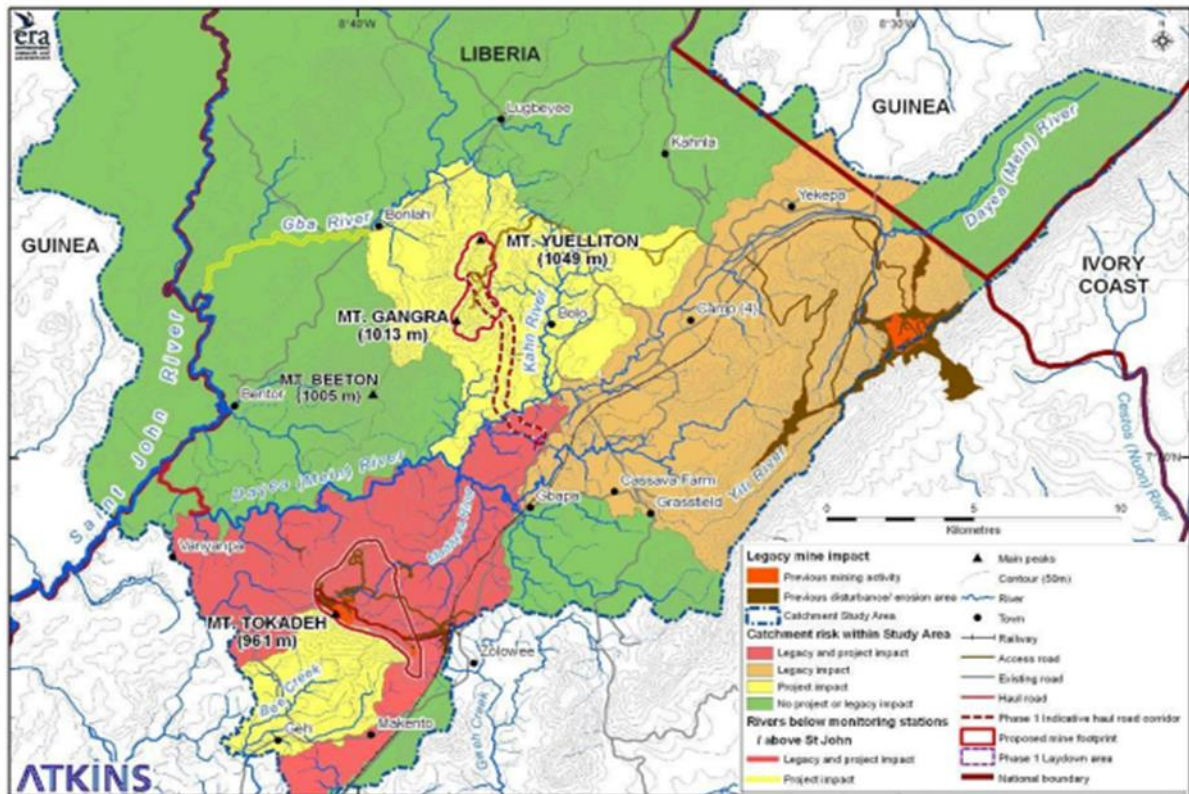 era
8°40'W
8°30'W
LIBERIA
GUINEA
Lugbeyee
Kahnla
Dayea (Mein) River
Yekepa
Gba River
Bonlah
GUINEA
MT. YUELLITON
(1049 m)
IVORY
COAST
MT. GANGRA
(1013 m)
Kahn River
Bolo
Camp (4)
MT. BEETON
(1005 m)
Bentor
Saint John River
Dayea (Mein) River
Cestos (Nuon) River
Yiti River
Cassava Farm
Gbapa
Grassfield
Vanyanpa
0 5 10
Kilometres
MT. TOKADEH
(961 m)
Zolowee
Bee Creek
Gweh Creek
Geh
Makento
ATKINS
Legacy mine impact
Previous mining activity
Previous disturbance/ erosion area
Catchment Study Area
Catchment risk within Study Area
Legacy and project impact
Legacy impact
Project impact
No project or legacy impact
Rivers below monitoring stations
/ above St John
Legacy and project impact
Project impact
Main peaks
Contour (50m)
River
Town
Railway
Access road
Existing road
Haul road
Phase 1 Indicative haul road corridor
Proposed mine footprint
Phase 1 Laydown area
National boundary